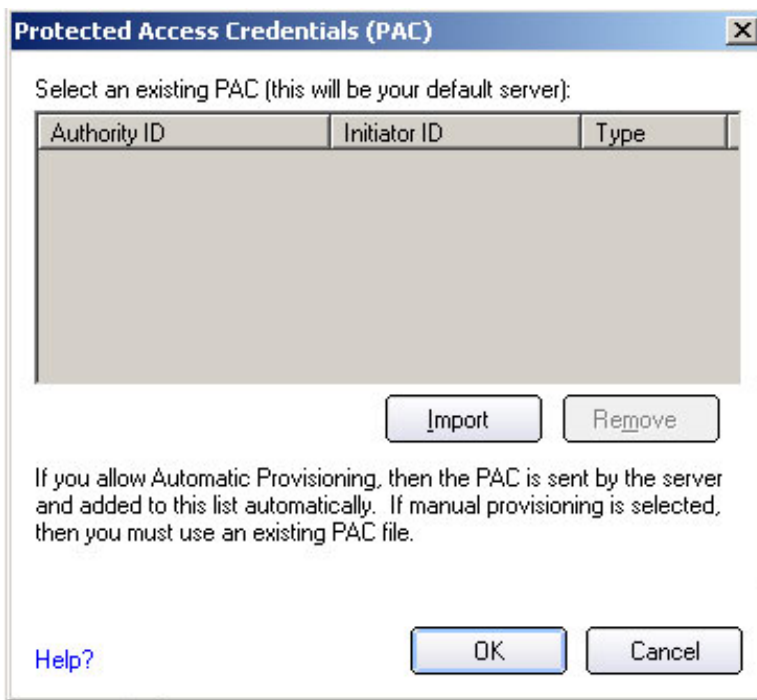 Protected Access Credentials (PAC)
Select an existing PAC (this will be your default server):
Authority ID Initiator ID Type
Import Remove
If you allow Automatic Provisioning, then the PAC is sent by the server
and added to this list automatically. If manual provisioning is selected,
then you must use an existing PAC file.
Help? OK Cancel